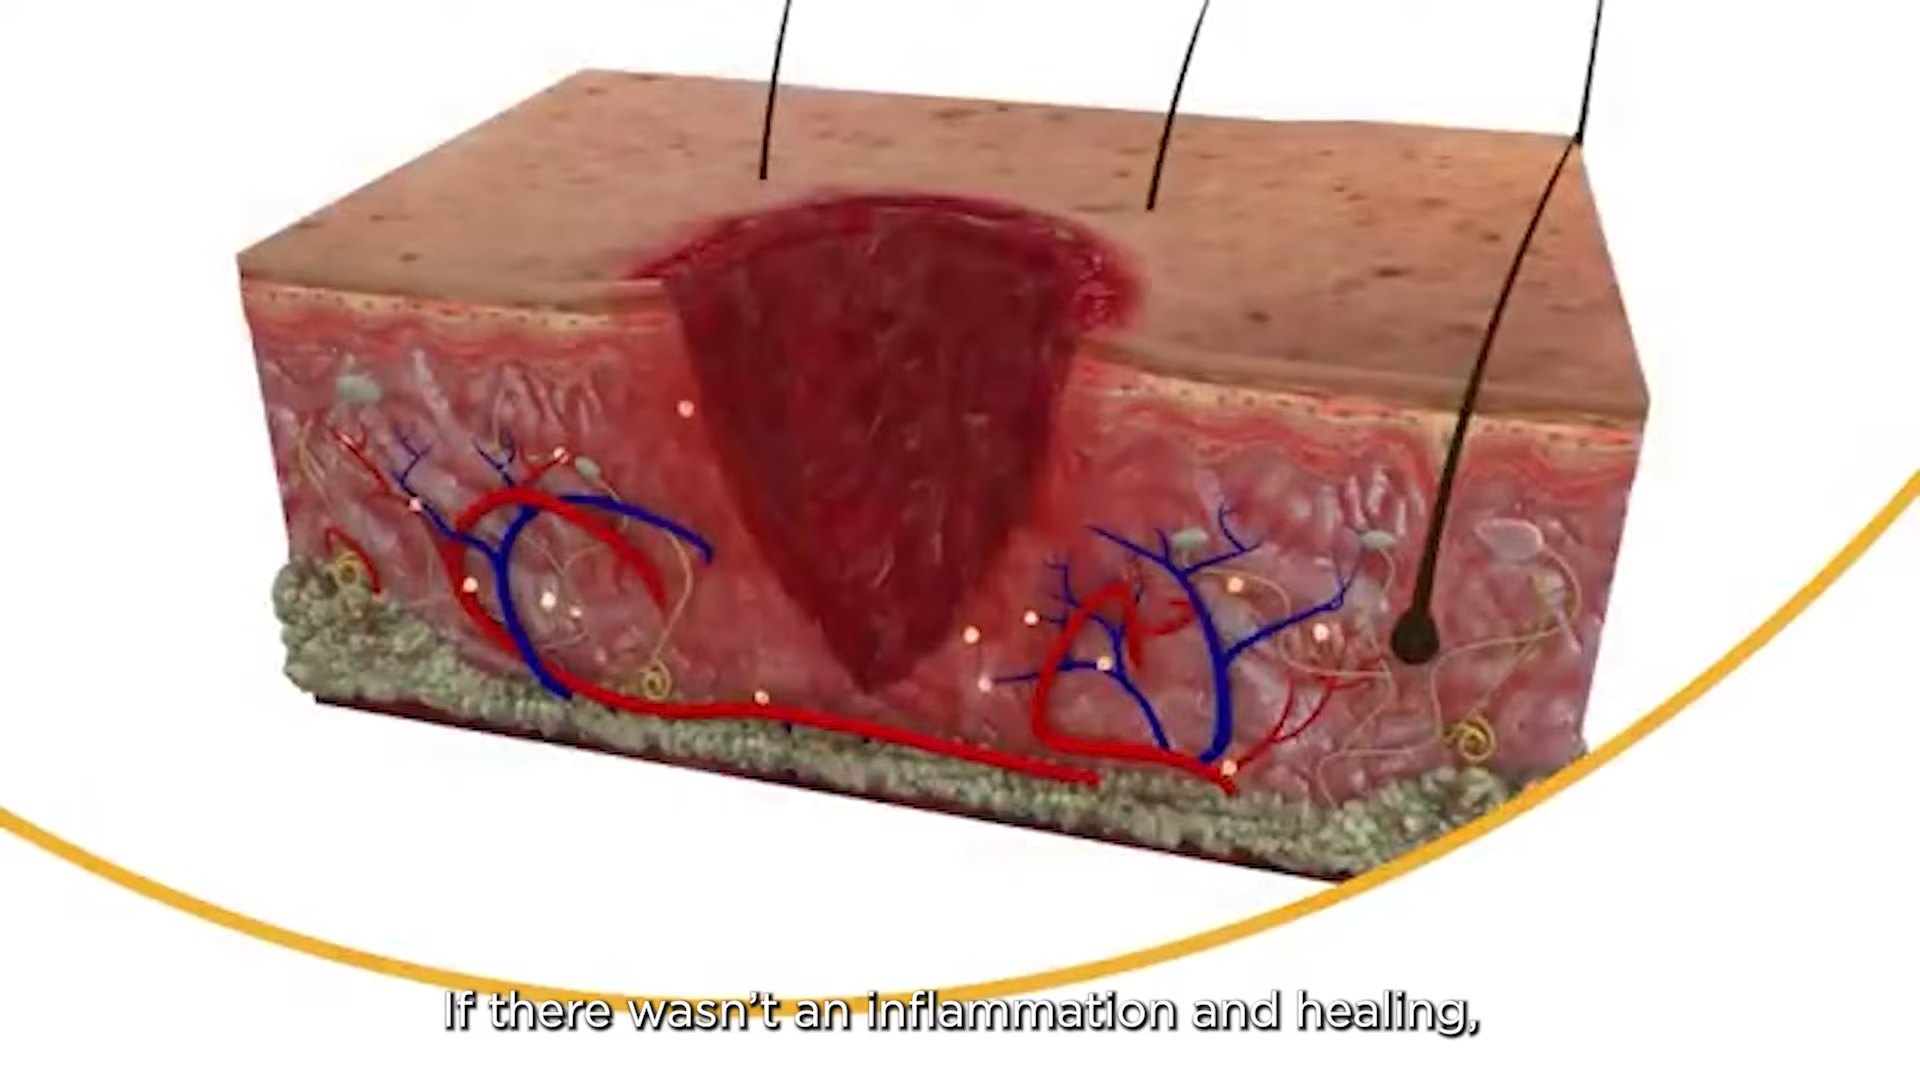 If there wasn't an inflammation and healing,